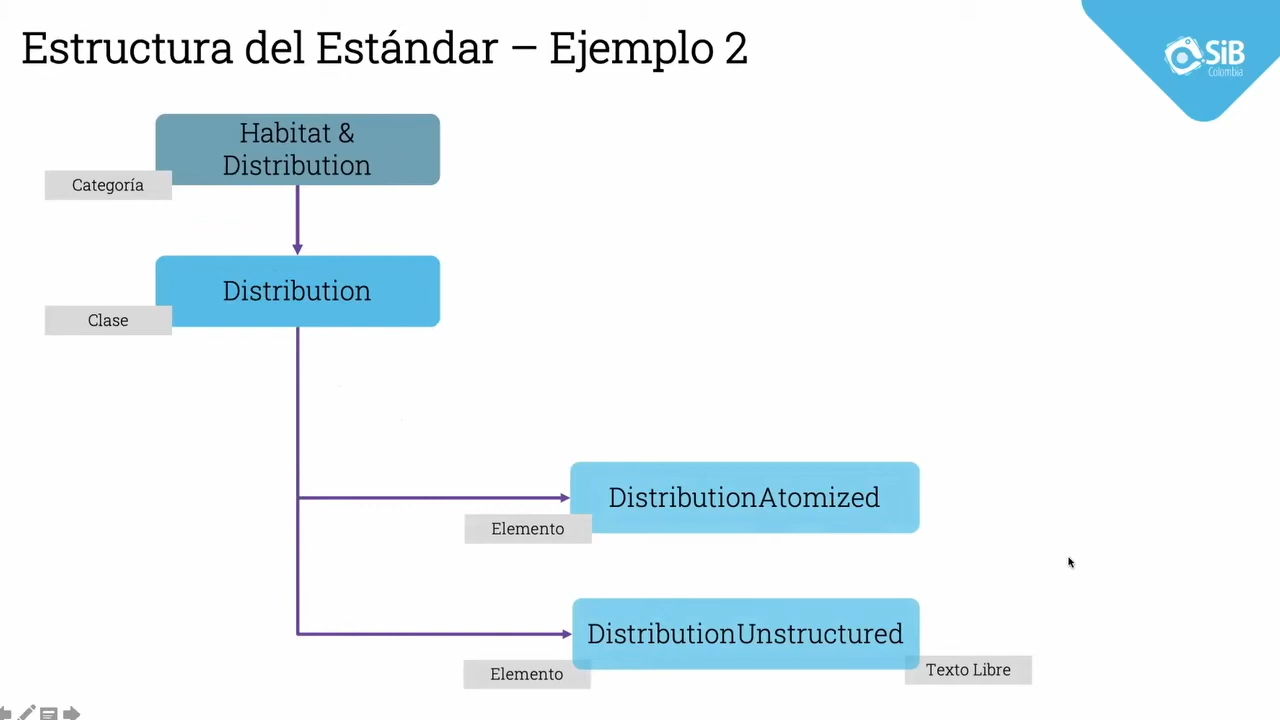 Estructura del Estándar – Ejemplo 2
SiB
Colombia
Habitat &
Distribution
Categoría
Distribution
Clase
DistributionAtomized
Elemento
DistributionUnstructured
Elemento
Texto Libre